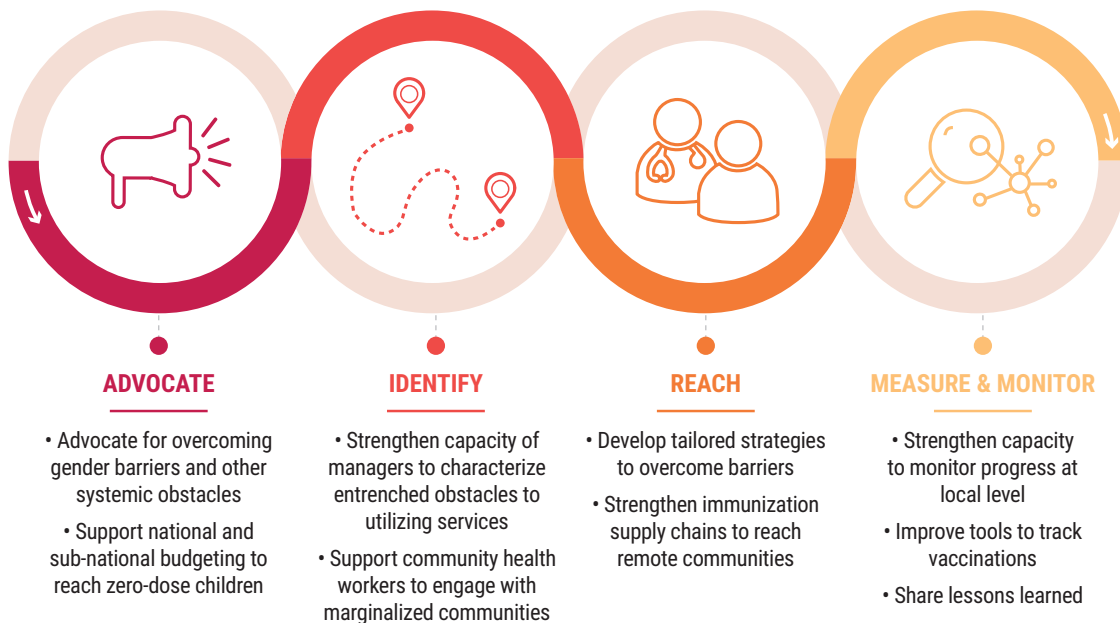 ADVOCATE
• Advocate for overcoming
gender barriers and other
systemic obstacles
• Support national and
sub-national budgeting to
reach zero-dose children
IDENTIFY
• Strengthen capacity of
managers to characterize
entrenched obstacles to
utilizing services
• Support community health
workers to engage with
marginalized communities
REACH
• Develop tailored strategies
to overcome barriers
• Strengthen immunization
supply chains to reach
remote communities
MEASURE & MONITOR
• Strengthen capacity
to monitor progress at
local level
• Improve tools to track
vaccinations
• Share lessons learned